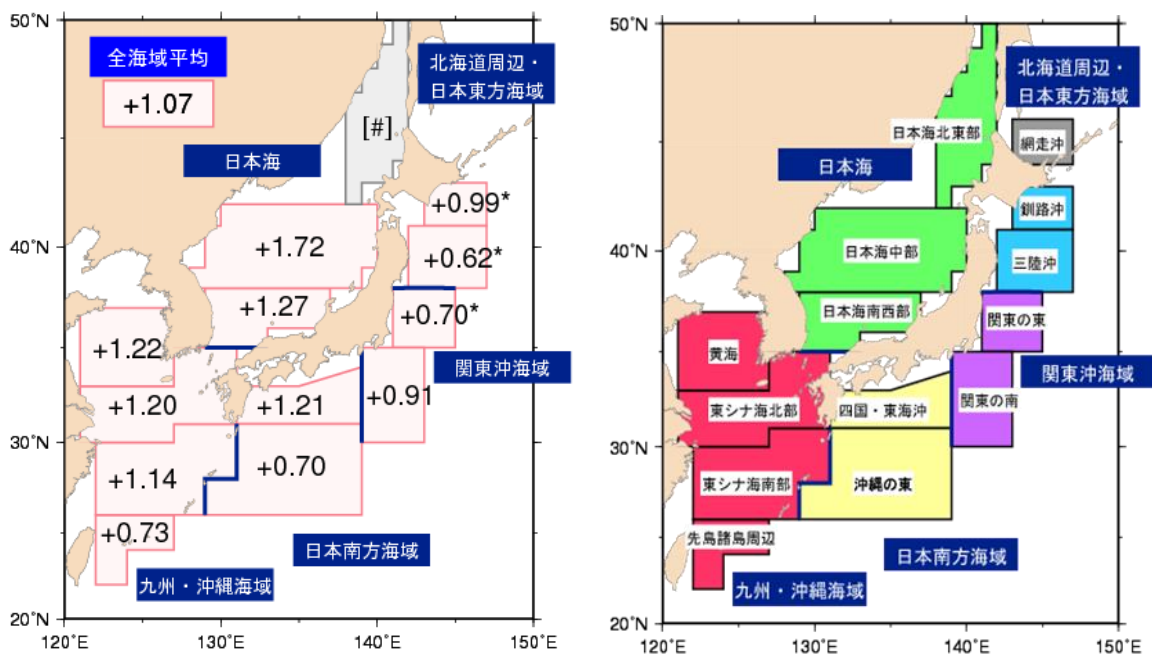 50°N
全海域平均
+1.07
北海道周辺・
日本東方海域
[#]
日本海
+0.99*
40°N
+1.72
+0.62*
+1.27
+0.70*
+1.22
関東沖海域
+1.20
+1.21
+0.91
30°N
+1.14
+0.70
+0.73
日本南方海域
九州・沖縄海域
20°N
120°E
130°E
140°E
150°E
50°N
北海道周辺・
日本東方海域
日本海北東部
網走沖
日本海
釧路沖
40°N
日本海中部
三陸沖
日本海南西部
関東の東
黄海
関東沖海域
関東の南
東シナ海北部
四国・東海沖
30°N
東シナ海南部
沖縄の東
先島諸島周辺
日本南方海域
九州・沖縄海域
20°N
120°E
130°E
140°E
150°E